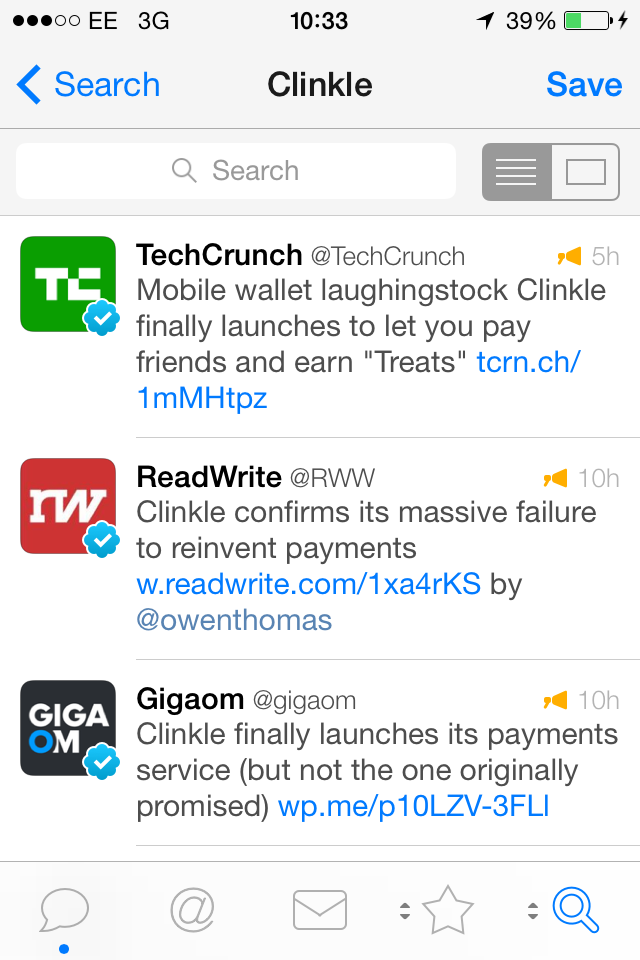 EE 3G 10:33 39%
Search Clinkle Save
Search
TechCrunch @TechCrunch 5h
Mobile wallet laughingstock Clinkle
finally launches to let you pay
friends and earn "Treats" tcrn.ch/
1mMHtpz
rw
ReadWrite @RWW 10h
Clinkle confirms its massive failure
to reinvent payments
w.readwrite.com/1xa4rKS by
@owenthomas
GIGA
OM
Gigaom @gigaom 10h
Clinkle finally launches its payments
service (but not the one originally
promised) wp.me/p10LZV-3FLl
@